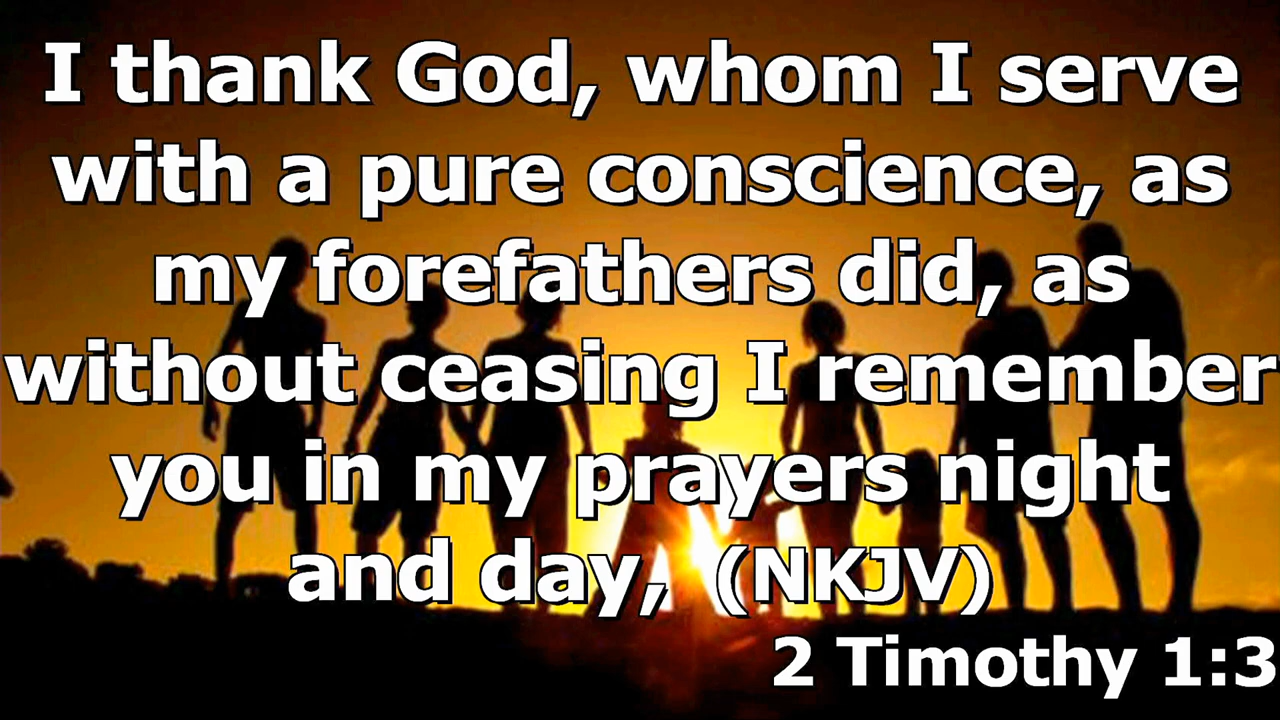 I thank God, whom I serve
with a pure conscience, as
my forefathers did, as
without ceasing I remember
you in my prayers night
and day, (NKJV)
2 Timothy 1:3